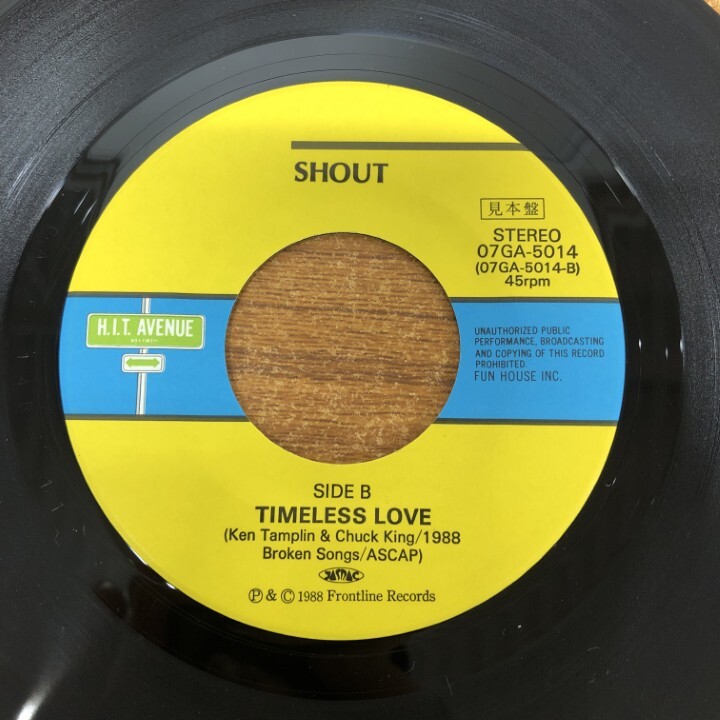 SHOUT
見本盤
STEREO
07GA-5014
(07GA-5014-B)
45rpm
H.I.T. AVENUE
UNAUTHORIZED PUBLIC
PERFORMANCE, BROADCASTING
AND COPYING OF THIS RECORD
PROHIBITED.
FUN HOUSE INC.
SIDE B
TIMELESS LOVE
(Ken Tamplin & Chuck King/1988
Broken Songs/ASCAP)
JASRAC
Ⓟ & © 1988 Frontline Records